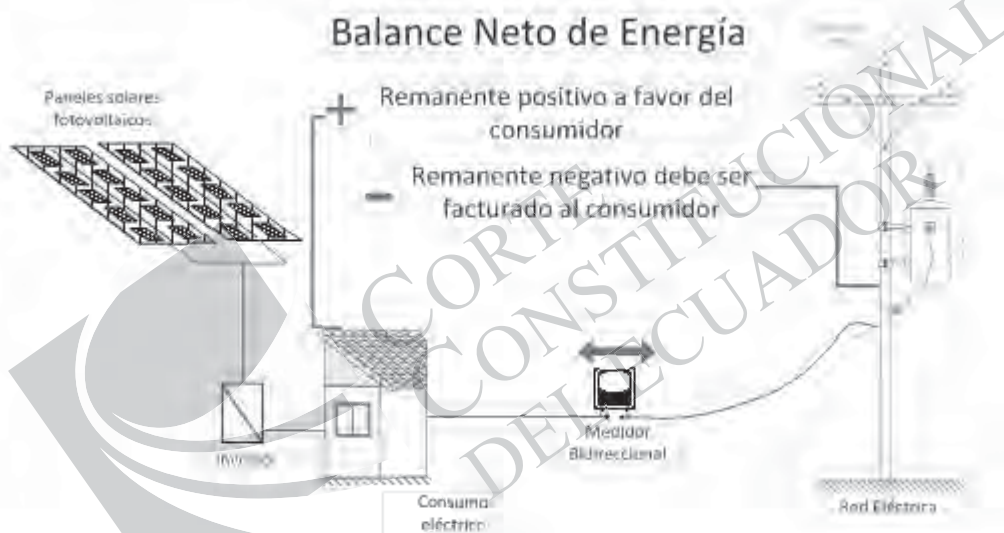 Balance Neto de Energía
Paneles solares
fotovoltaicos
+
Remanente positivo a favor del
consumidor
-
Remanente negativo debe ser
facturado al consumidor
CORTE
CONSTITUCIONAL
DEL ECUADOR
Medidor
Bidireccional
Consumo
eléctrico
Red Eléctrica